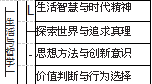 生活智慧与时代精神
探索世界与追求真理
思想方法与创新意识
价值判断与行为选择